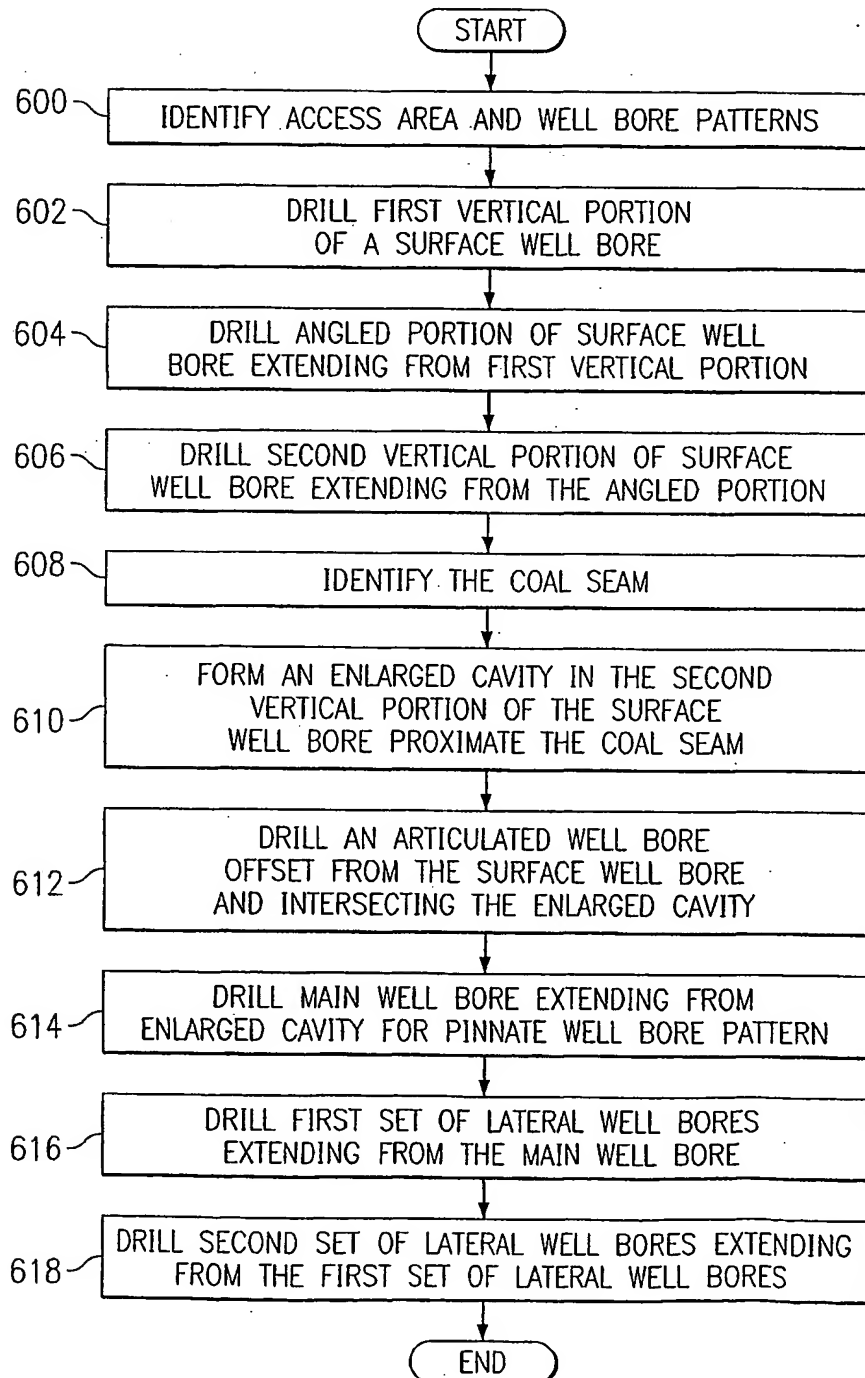 START
600
IDENTIFY ACCESS AREA AND WELL BORE PATTERNS
602
DRILL FIRST VERTICAL PORTION
OF A SURFACE WELL BORE
604
DRILL ANGLED PORTION OF SURFACE WELL
BORE EXTENDING FROM FIRST VERTICAL PORTION
606
DRILL SECOND VERTICAL PORTION OF SURFACE
WELL BORE EXTENDING FROM THE ANGLED PORTION
608
IDENTIFY THE COAL SEAM
610
FORM AN ENLARGED CAVITY IN THE SECOND
VERTICAL PORTION OF THE SURFACE
WELL BORE PROXIMATE THE COAL SEAM
612
DRILL AN ARTICULATED WELL BORE
OFFSET FROM THE SURFACE WELL BORE
AND INTERSECTING THE ENLARGED CAVITY
614
DRILL MAIN WELL BORE EXTENDING FROM
ENLARGED CAVITY FOR PINNATE WELL BORE PATTERN
616
DRILL FIRST SET OF LATERAL WELL BORES
EXTENDING FROM THE MAIN WELL BORE
618
DRILL SECOND SET OF LATERAL WELL BORES EXTENDING
FROM THE FIRST SET OF LATERAL WELL BORES
END